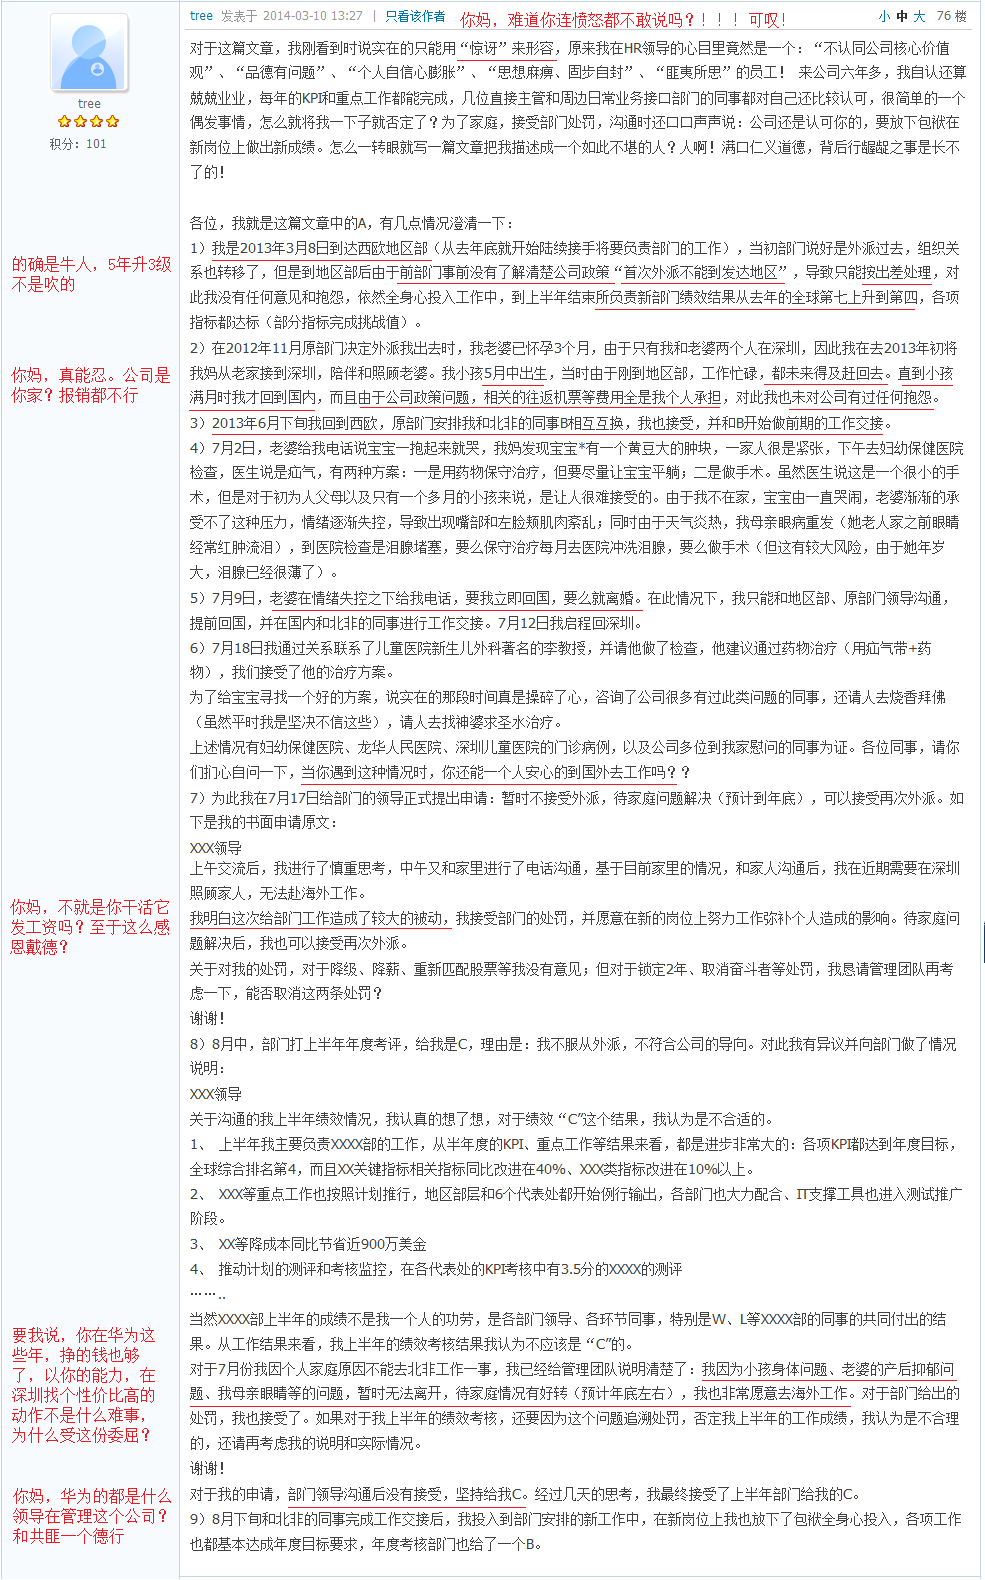 tree 发表于 2014-03-10 13:27 | 只看该作者 你妈，难道你连愤怒都不敢说吗？！！！可叹！ 小 中 大 76 楼
tree
积分：101
对于这篇文章，我刚看到时说实在的只能用“惊讶”来形容，原来我在HR领导的心目里竟然是一个：“不认同公司核心价值
观”、“品德有问题”、“个人自信心膨胀”、“思想麻痹、固步自封”、“匪夷所思”的员工！ 来公司六年多，我自认还算
兢兢业业，每年的KPI和重点工作都能完成，几位直接主管和周边日常业务接口部门的同事都对自己还比较认可，很简单的一个
偶发事情，怎么就将我一下子就否定了？为了家庭，接受部门处罚，沟通时还口口声声说：公司还是认可你的，要放下包袱在
新岗位上做出新成绩。怎么一转眼就写一篇文章把我描述成一个如此不堪的人？人啊！满口仁义道德，背后行龌龊之事是长不
了的！
各位，我就是这篇文章中的A，有几点情况澄清一下：
1）我是2013年3月8日到达西欧地区部（从去年底就开始陆续接手将要负责部门的工作），当初部门说好是外派过去，组织关
系也转移了，但是到地区部后由于前部门事前没有了解清楚公司政策“首次外派不能到发达地区”，导致只能按出差处理，对
此我没有任何意见和抱怨，依然全身心投入工作中，到上半年结束所负责新部门绩效结果从去年的全球第七上升到第四，各项
指标都达标（部分指标完成挑战值）。
的确是牛人，5年升3级
不是吹的
2）在2012年11月原部门决定外派我出去时，我老婆已怀孕3个月，由于只有我和老婆两个人在深圳，因此我在去2013年初将
我妈从老家接到深圳，陪伴和照顾老婆。我小孩5月中出生，当时由于刚到地区部，工作忙碌，都未来得及赶回去。直到小孩
满月时我才回到国内，而且由于公司政策问题，相关的往返机票等费用全是我个人承担，对此我也未对公司有过任何抱怨。
你妈，真能忍。公司是
你家？报销都不行
3）2013年6月下旬我回到西欧，原部门安排我和北非的同事B相互互换，我也接受，并和B开始做前期的工作交接。
4）7月2日，老婆给我电话说宝宝一抱起来就哭，我妈发现宝宝*有一个黄豆大的肿块，一家人很是紧张，下午去妇幼保健医院
检查，医生说是疝气，有两种方案：一是用药物保守治疗，但要尽量让宝宝平躺；二是做手术。虽然医生说这是一个很小的手
术，但是对于初为人父母以及只有一个多月的小孩来说，是让人很难接受的。由于我不在家，宝宝由一直哭闹，老婆渐渐的承
受不了这种压力，情绪逐渐失控，导致出现嘴部和左脸颊肌肉紊乱；同时由于天气炎热，我母亲眼病重发（她老人家之前眼睛
经常红肿流泪），到医院检查是泪腺堵塞，要么保守治疗每月去医院冲洗泪腺，要么做手术（但这有较大风险，由于她年岁
大，泪腺已经很薄了）。
5）7月9日，老婆在情绪失控之下给我电话，要我立即回国，要么就离婚。在此情况下，我只能和地区部、原部门领导沟通，
提前回国，并在国内和北非的同事进行工作交接。7月12日我启程回深圳。
6）7月18日我通过关系联系了儿童医院新生儿外科著名的李教授，并请他做了检查，他建议通过药物治疗（用疝气带+药
物），我们接受了他的治疗方案。
为了给宝宝寻找一个好的方案，说实在的那段时间真是操碎了心，咨询了公司很多有过此类问题的同事，还请人去烧香拜佛
（虽然平时我是坚决不信这些），请人去找神婆求圣水治疗。
上述情况有妇幼保健医院、龙华人民医院、深圳儿童医院的门诊病例，以及公司多位到我家慰问的同事为证。各位同事，请你
们扪心自问一下，当你遇到这种情况时，你还能一个人安心的到国外去工作吗？？
7）为此我在7月17日给部门的领导正式提出申请：暂时不接受外派，待家庭问题解决（预计到年底），可以接受再次外派。如
下是我的书面申请原文：
XXX领导
上午交流后，我进行了慎重思考，中午又和家里进行了电话沟通，基于目前家里的情况，和家人沟通后，我在近期需要在深圳
照顾家人，无法赴海外工作。
我明白这次给部门工作造成了较大的被动，我接受部门的处罚，并愿意在新的岗位上努力工作弥补个人造成的影响。待家庭问
题解决后，我也可以接受再次外派。
你妈，不就是你干活它
发工资吗？至于这么感
恩戴德？
关于对我的处罚，对于降级、降薪、重新匹配股票等我没有意见；但对于锁定2年、取消奋斗者等处罚，我恳请管理团队再考
虑一下，能否取消这两条处罚？
谢谢！
8）8月中，部门打上半年年度考评，给我是C，理由是：我不服从外派，不符合公司的导向。对此我有异议并向部门做了情况
说明：
XXX领导
关于沟通的我上半年绩效情况，我认真的想了想，对于绩效“C”这个结果，我认为是不合适的。
1、 上半年我主要负责XXXX部的工作，从半年度的KPI、重点工作等结果来看，都是进步非常大的：各项KPI都达到年度目标，
全球综合排名第4，而且XX关键指标相关指标同比改进在40%、XXX类指标改进在10%以上。
2、 XXX等重点工作也按照计划推行，地区部层和6个代表处都开始例行输出，各部门也大力配合、IT支撑工具也进入测试推广
阶段。
3、 XX等降成本同比节省近900万美金
4、 推动计划的测评和考核监控，在各代表处的KPI考核中有3.5分的XXXX的测评
……..
当然XXXX部上半年的成绩不是我一个人的功劳，是各部门领导、各环节同事，特别是W、L等XXXX部的同事的共同付出的结
果。从工作结果来看，我上半年的绩效考核结果我认为不应该是“C”的。
对于7月份我因个人家庭原因不能去北非工作一事，我已经给管理团队说明清楚了：我因为小孩身体问题、老婆的产后抑郁问
题、我母亲眼睛等的问题，暂时无法离开，待家庭情况有好转（预计年底左右），我也非常愿意去海外工作。对于部门给出的
处罚，我也接受了。如果对于我上半年的绩效考核，还要因为这个问题追溯处罚，否定我上半年的工作成绩，我认为是不合理
的，还请再考虑我的说明和实际情况。
要我说，你在华为这
些年，挣的钱也够
了，以你的能力，在
深圳找个性价比高的
动作不是什么难事，
为什么受这份委屈？
谢谢！
对于我的申请，部门领导沟通后没有接受，坚持给我C。经过几天的思考，我最终接受了上半年部门给我的C。
9）8月下旬和北非的同事完成工作交接后，我投入到部门安排的新工作中，在新岗位上我也放下了包袱全身心投入，各项工作
也都基本达成年度目标要求，年度考核部门也给了一个B。
你妈，华为的都是什么
领导在管理这个公司？
和共匪一个德行